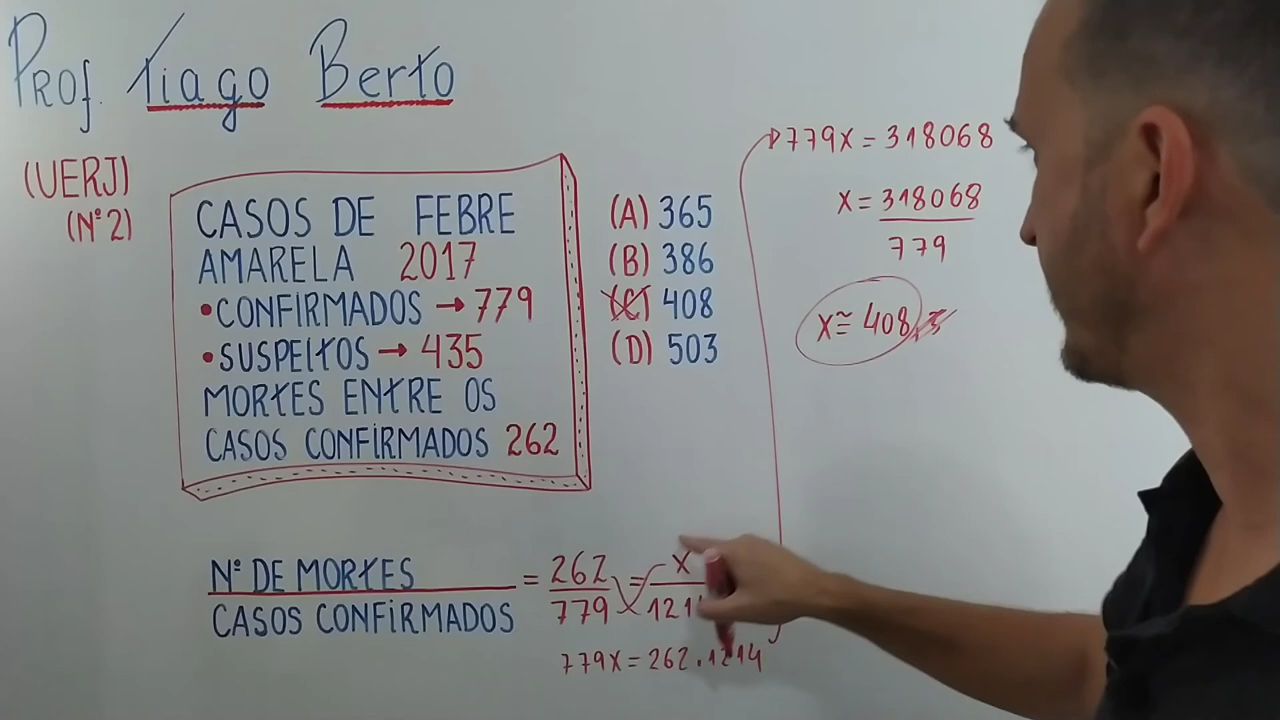 Prof. Tiago Berto
(UERJ)
(Nº2)
CASOS DE FEBRE
AMARELA 2017
• CONFIRMADOS → 779
• SUSPEITOS → 435
MORTES ENTRE OS
CASOS CONFIRMADOS 262
(A) 365
(B) 386
(C) 408
(D) 503
Nº DE MORTES
CASOS CONFIRMADOS
= 262 = x
779 121
779x = 262.1214
779x = 318068
x = 318068
779
x ≅ 408,3